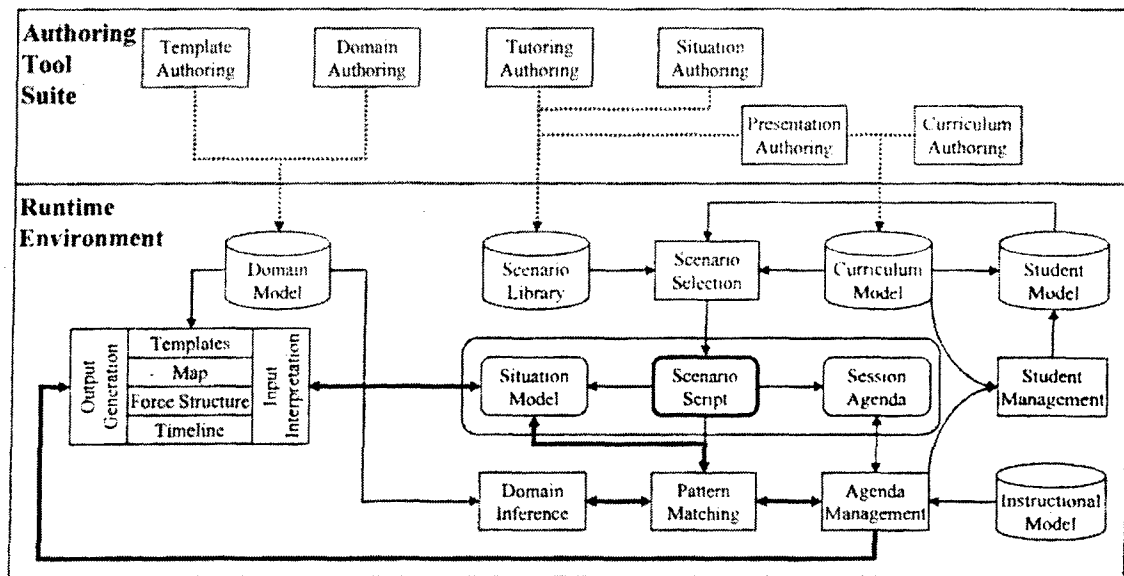 Authoring
Tool
Suite
Template
Authoring
Domain
Authoring
Tutoring
Authoring
Situation
Authoring
Presentation
Authoring
Curriculum
Authoring
Runtime
Environment
Domain
Model
Scenario
Library
Scenario
Selection
Curriculum
Model
Student
Model
Output
Generation
Templates
Map
Force Structure
Timeline
Input
Interpretation
Situation
Model
Scenario
Script
Session
Agenda
Student
Management
Domain
Inference
Pattern
Matching
Agenda
Management
Instructional
Model